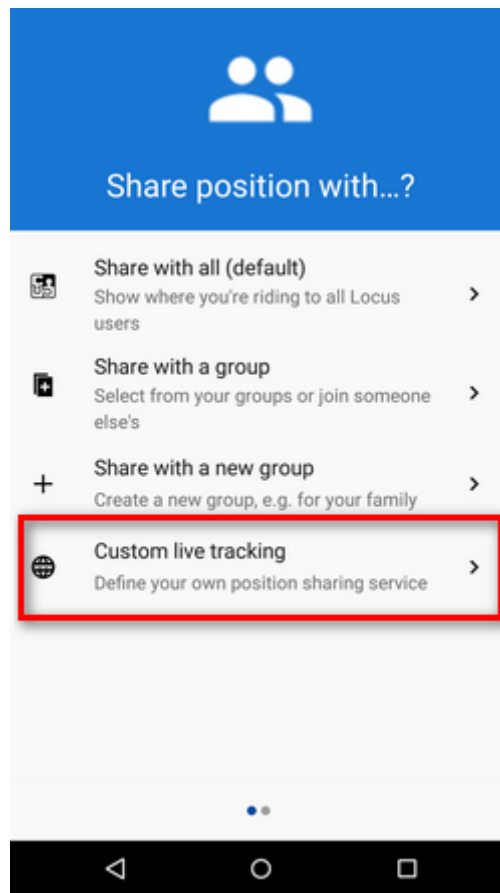 Share position with...?
Share with all (default)
Show where you're riding to all Locus
users
Share with a group
Select from your groups or join someone
else's
Share with a new group
Create a new group, e.g. for your family
Custom live tracking
Define your own position sharing service